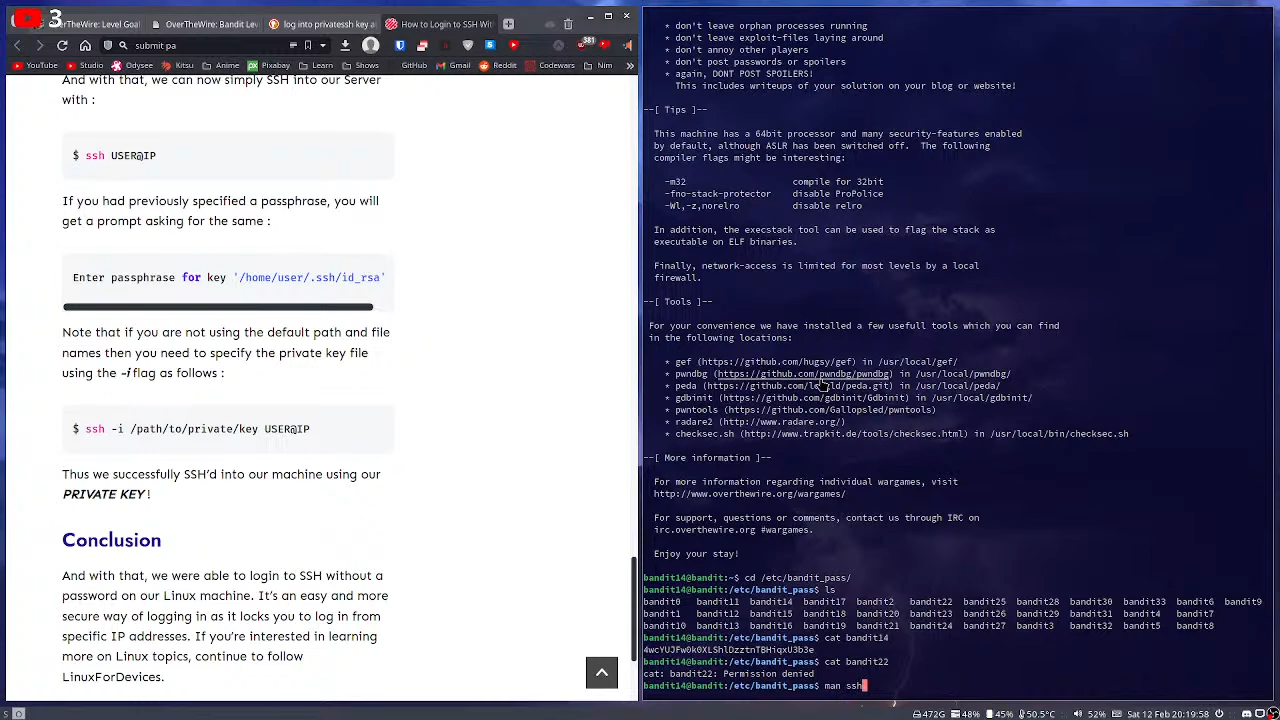 3
eTheWire: Level Goal
OverTheWire: Bandit Lev
log into privatessh key at
How to Login to SSH Wi
submit pa
381
YouTube
Studio
Odysee
Kitsu
Anime
Pixabay
Learn
Shows
GitHub
Gmail
Reddit
Codewars
Nim
And with that, we can now simply SSH into our Server
with :
$ ssh USER@IP
If you had previously specified a passphrase, you will
get a prompt asking for the same :
Enter passphrase for key '/home/user/.ssh/id_rsa'
Note that if you are not using the default path and file
names then you need to specify the private key file
using the -i flag as follows :
$ ssh -i /path/to/private/key USER@IP
Thus we successfully SSH’d into our machine using our
PRIVATE KEY !
Conclusion
And with that, we were able to login to SSH without a
password on our Linux machine. It’s an easy and more
secure way of logging in as it locks you to log in from
specific IP addresses. If you’re interested in learning
more on Linux topics, continue to follow
LinuxForDevices.
* don't leave orphan processes running
* don't leave exploit-files laying around
* don't annoy other players
* don't post passwords or spoilers
* again, DONT POST SPOILERS!
This includes writeups of your solution on your blog or website!
--[ Tips ]--
This machine has a 64bit processor and many security-features enabled
by default, although ASLR has been switched off.  The following
compiler flags might be interesting:
-m32                    compile for 32bit
-fno-stack-protector    disable ProPolice
-Wl,-z,norelro          disable relro
In addition, the execstack tool can be used to flag the stack as
executable on ELF binaries.
Finally, network-access is limited for most levels by a local
firewall.
--[ Tools ]--
For your convenience we have installed a few usefull tools which you can find
in the following locations:
* gef (https://github.com/hugsy/gef) in /usr/local/gef/
* pwndbg (https://github.com/pwndbg/pwndbg) in /usr/local/pwndbg/
* peda (https://github.com/longld/peda.git) in /usr/local/peda/
* gdbinit (https://github.com/gdbinit/Gdbinit) in /usr/local/gdbinit/
* pwntools (https://github.com/Gallopsled/pwntools)
* radare2 (http://www.radare.org/)
* checksec.sh (http://www.trapkit.de/tools/checksec.html) in /usr/local/bin/checksec.sh
--[ More information ]--
For more information regarding individual wargames, visit
http://www.overthewire.org/wargames/
For support, questions or comments, contact us through IRC on
irc.overthewire.org #wargames.
Enjoy your stay!
bandit14@bandit:~$ cd /etc/bandit_pass/
bandit14@bandit:/etc/bandit_pass$ ls
bandit0   bandit11  bandit14  bandit17  bandit2   bandit22  bandit25  bandit28  bandit30  bandit33  bandit6  bandit9
bandit1   bandit12  bandit15  bandit18  bandit20  bandit23  bandit26  bandit29  bandit31  bandit4   bandit7
bandit10  bandit13  bandit16  bandit19  bandit21  bandit24  bandit27  bandit3   bandit32  bandit5   bandit8
bandit14@bandit:/etc/bandit_pass$ cat bandit14
4wcYUJFw0k0XLShlDzztnTBHiqxU3b3e
bandit14@bandit:/etc/bandit_pass$ cat bandit22
cat: bandit22: Permission denied
bandit14@bandit:/etc/bandit_pass$ man ssh
5
472G
48%
45%
50.5°C
52%
Sat 12 Feb 20:19:58